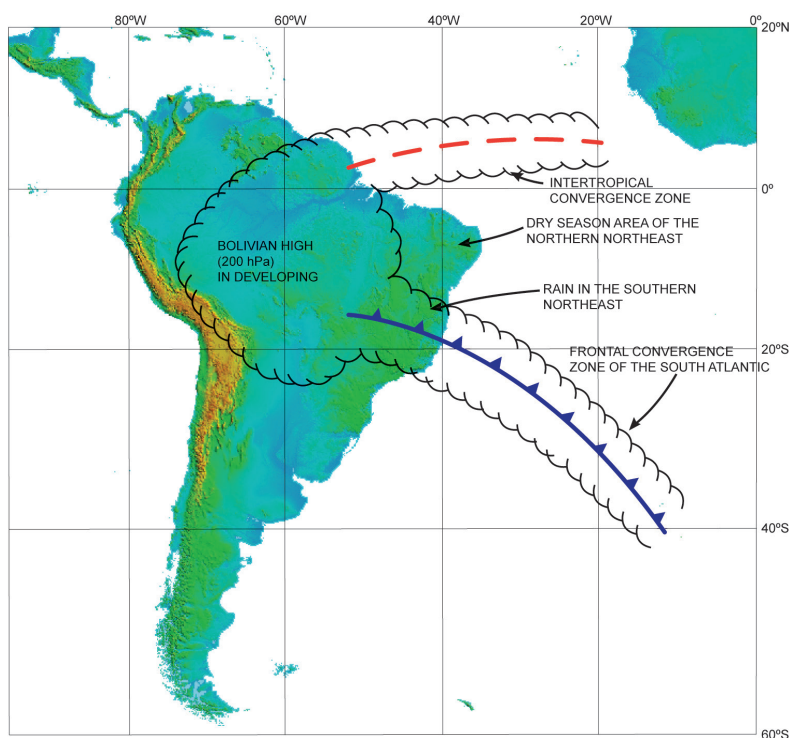 80ºW 60ºW 40ºW 20ºW 0º
20ºN
INTERTROPICAL
CONVERGENCE ZONE
0º
DRY SEASON AREA OF THE
NORTHERN NORTHEAST
BOLIVIAN HIGH
(200 hPa)
IN DEVELOPING
RAIN IN THE SOUTHERN
NORTHEAST
20ºS
FRONTAL CONVERGENCE
ZONE OF THE SOUTH ATLANTIC
40ºS
60ºS